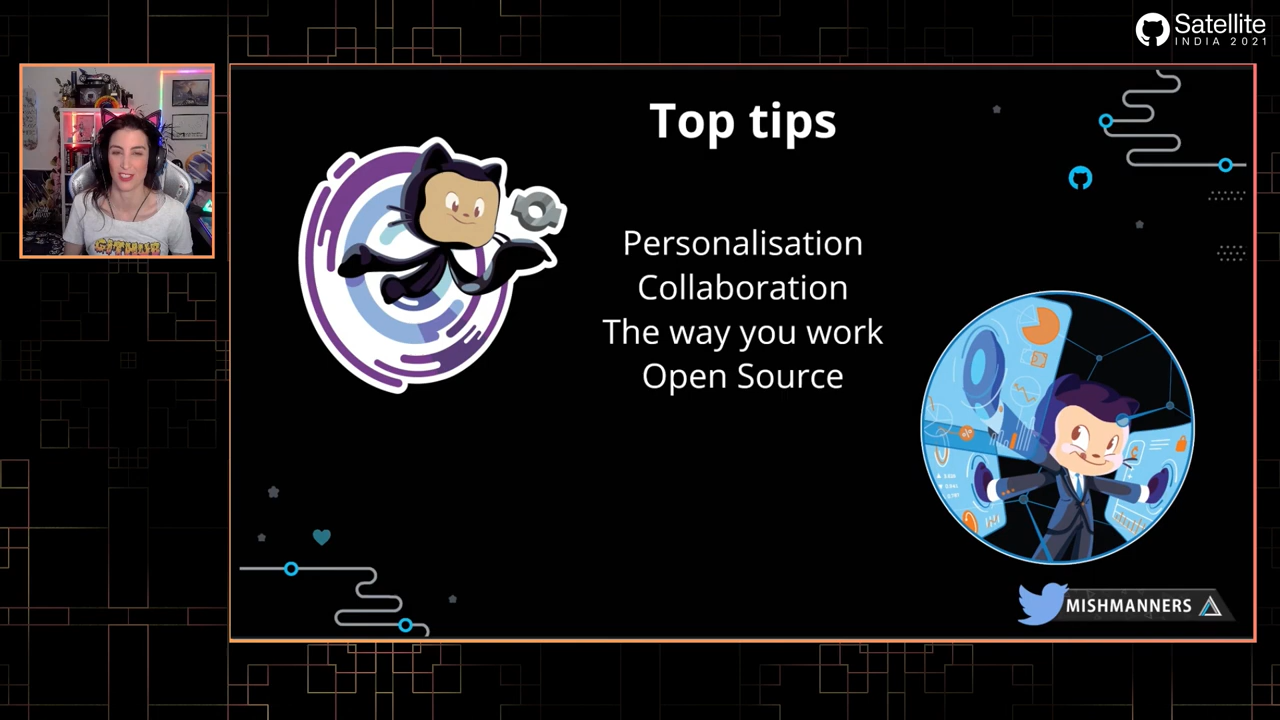 Satellite
INDIA 2021
Top tips
Personalisation
Collaboration
The way you work
Open Source
MISHMANNERS